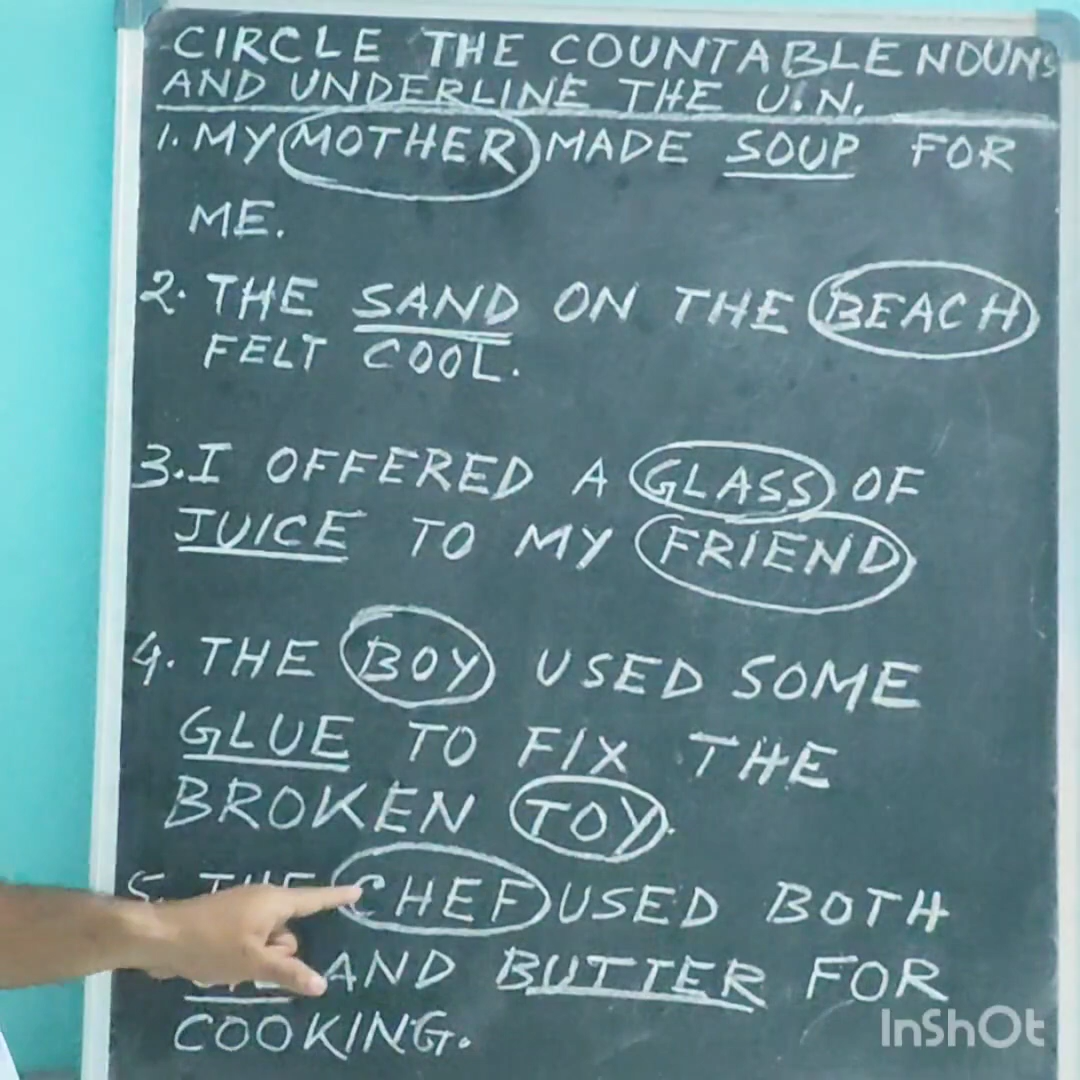 CIRCLE THE COUNTABLE NOUNS
AND UNDERLINE THE U.N.
1. MY MOTHER MADE SOUP FOR
ME.
2. THE SAND ON THE BEACH
FELT COOL.
3. I OFFERED A GLASS OF
JUICE TO MY FRIEND
4. THE BOY USED SOME
GLUE TO FIX THE
BROKEN TOY.
5. THE CHEF USED BOTH
AND BUTTER FOR
COOKING.
InShOt